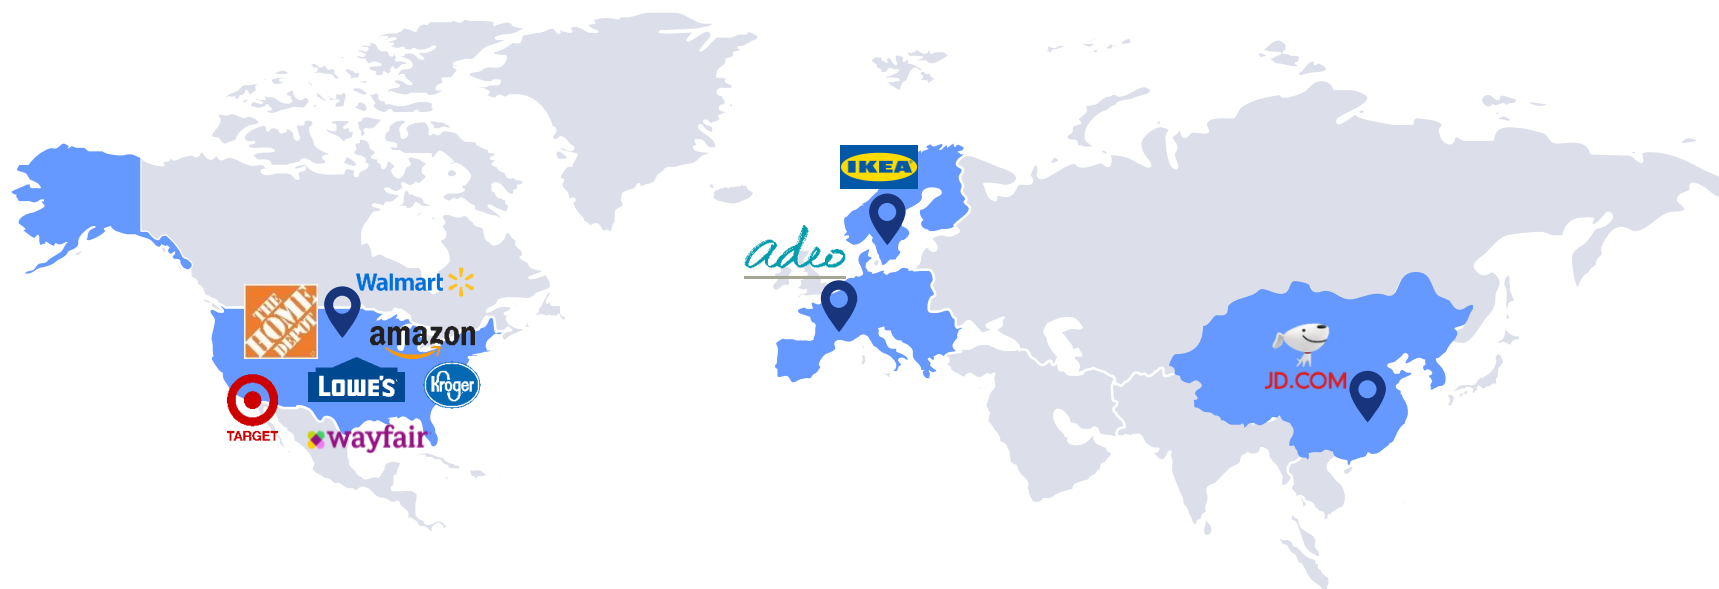 IKEA
adeo
Walmart
THE
HOME
DEPOT
amazon
LOWE'S
Kroger
TARGET
wayfair
JD.COM